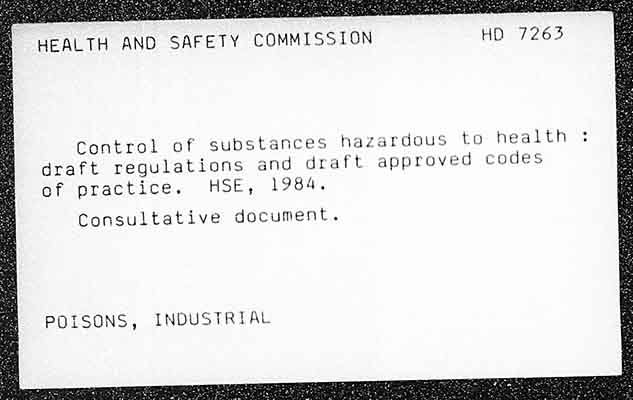 HEALTH AND SAFETY COMMISSION HD 7263
Control of substances hazardous to health :
draft regulations and draft approved codes
of practice. HSE, 1984.
Consultative document.
POISONS, INDUSTRIAL